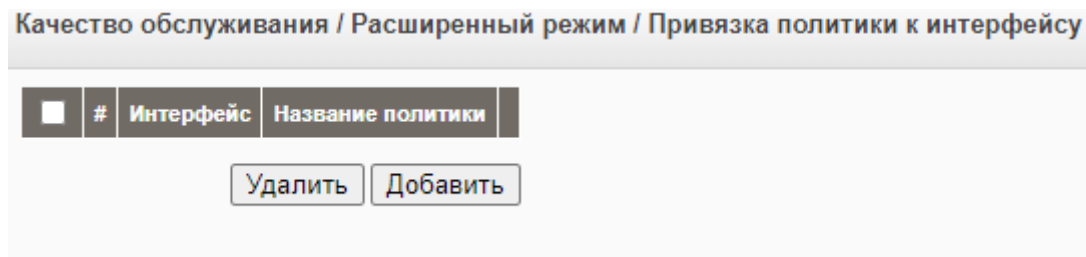 Качество обслуживания / Расширенный режим / Привязка политики к интерфейсу
# Интерфейс Название политики
Удалить Добавить